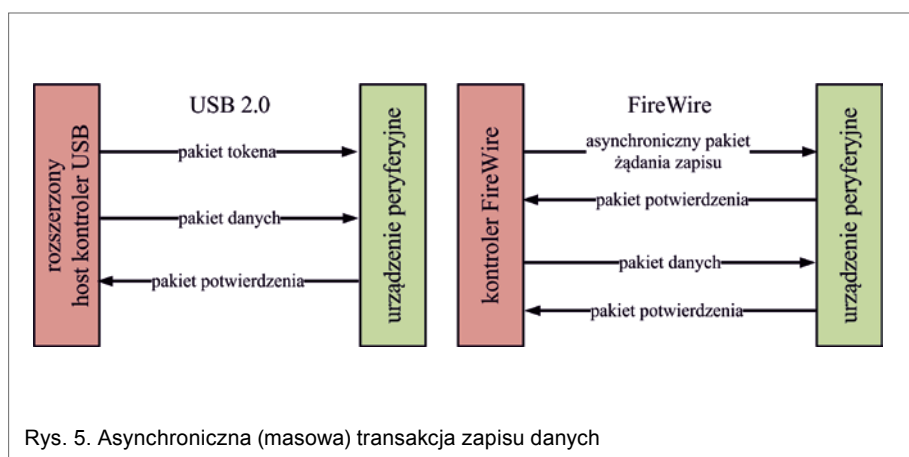 USB 2.0
rozszerzony
host kontroler USB
pakiet tokena
pakiet danych
pakiet potwierdzenia
urządzenie peryferyjne
FireWire
kontroler FireWire
asynchroniczny pakiet
żądania zapisu
pakiet potwierdzenia
pakiet danych
pakiet potwierdzenia
urządzenie peryferyjne
Rys. 5. Asynchroniczna (masowa) transakcja zapisu danych